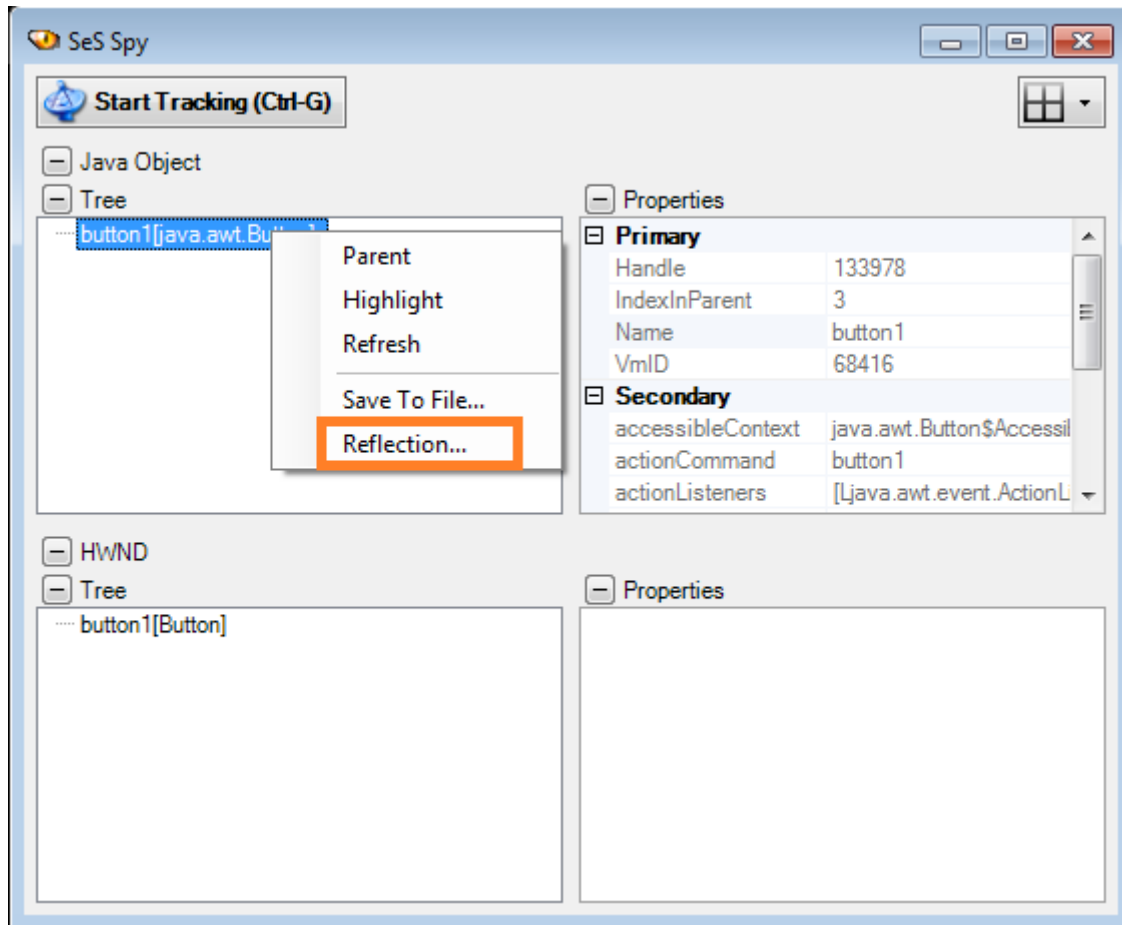 SeS Spy
Start Tracking (Ctrl-G)
Java Object
Tree
button1[java.awt.Bu
Parent
Highlight
Refresh
Save To File...
Reflection...
Properties
Primary
Handle 133978
IndexInParent 3
Name button1
VmID 68416
Secondary
accessibleContext java.awt.Button$Accessil
actionCommand button1
actionListeners [Ljava.awt.event.ActionLi
HWND
Tree
button1[Button]
Properties